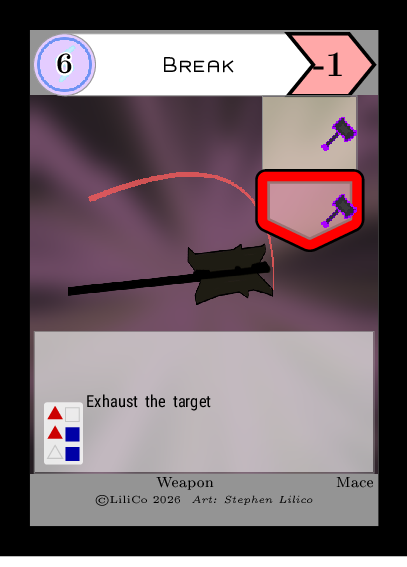 6 Break -1
Exhaust the target
Weapon Mace
©LiliCo 2026 Art: Stephen Lilico